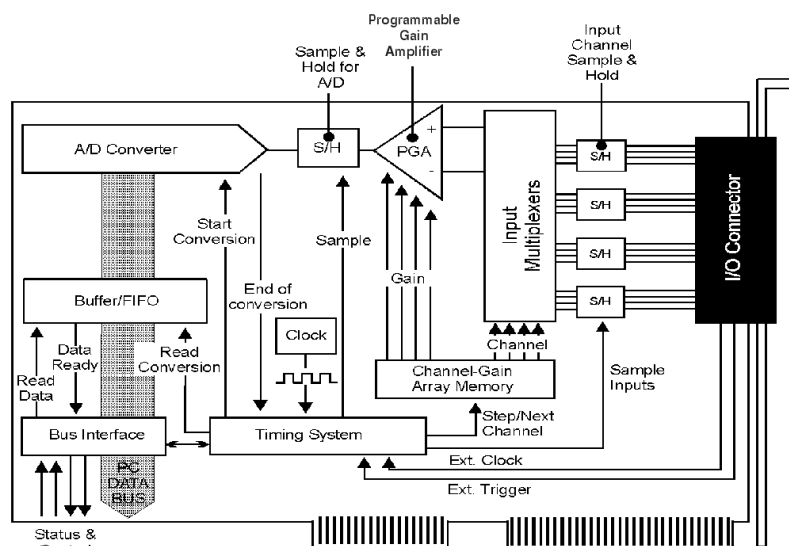 Programmable
Gain
Amplifier
Sample &
Hold for
A/D
Input
Channel
Sample &
Hold
A/D Converter
S/H
PGA
+
-
Input
Multiplexers
S/H
S/H
S/H
S/H
I/O Connector
Start
Conversion
Sample
Gain
End of
conversion
Buffer/FIFO
Clock
Channel
Data
Ready
Read
Conversion
Read
Data
Channel-Gain
Array Memory
Sample
Inputs
Step/Next
Channel
Bus Interface
Timing System
Ext. Clock
Ext. Trigger
PC
DATA
BUS
Status &